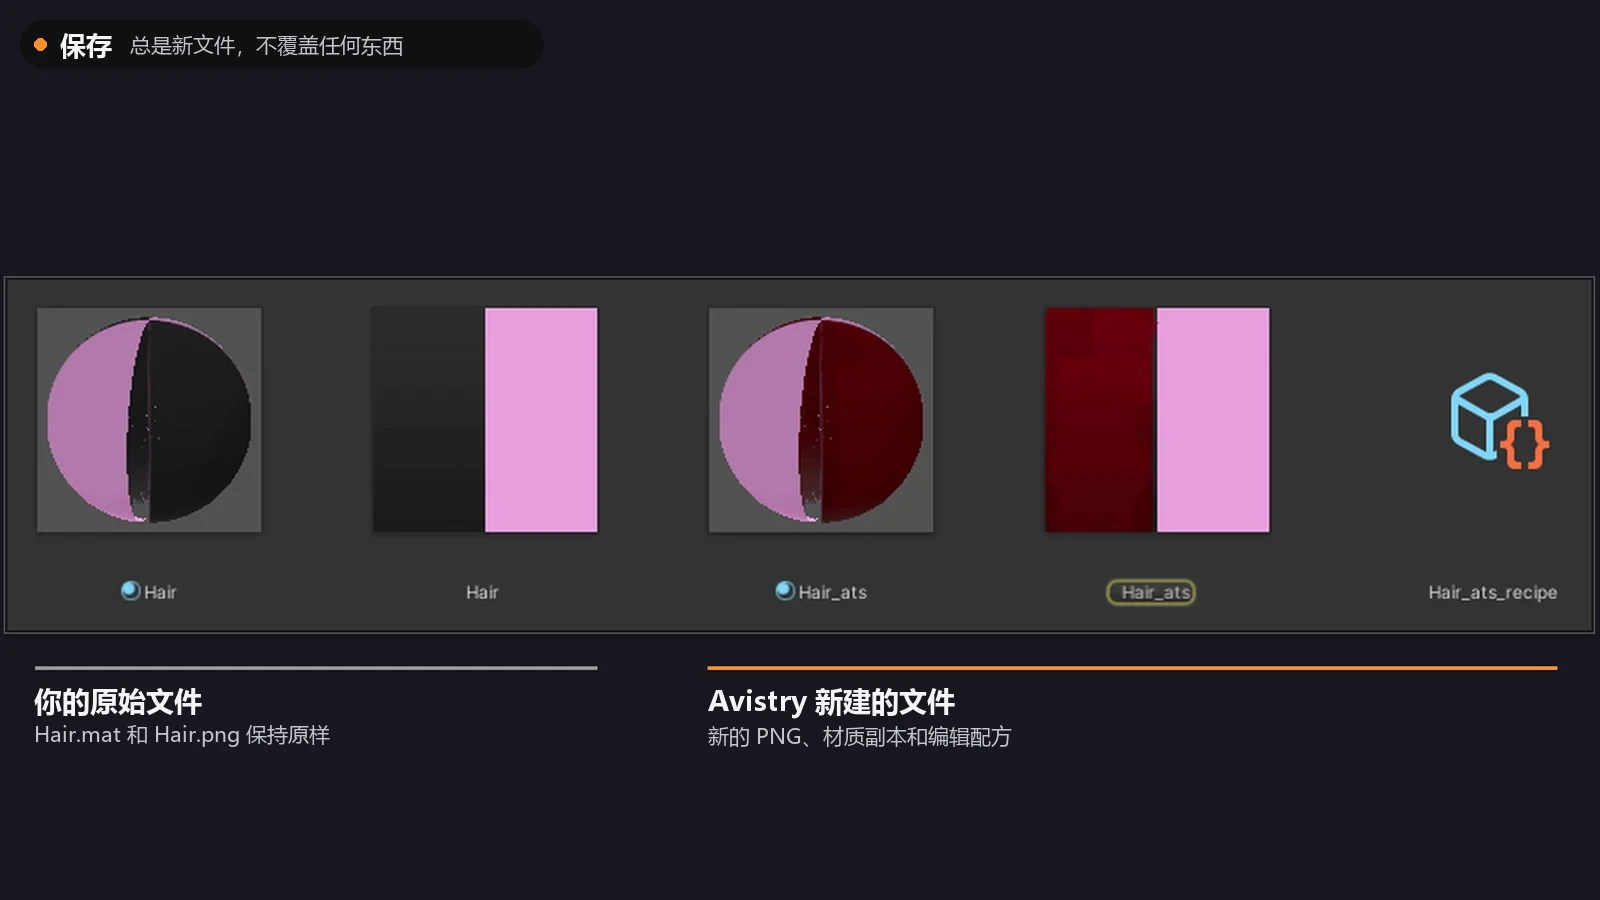 保存 总是新文件，不覆盖任何东西
Hair
Hair
Hair_ats
Hair_ats
Hair_ats_recipe
你的原始文件
Hair.mat 和 Hair.png 保持原样
Avistry 新建的文件
新的 PNG、材质副本和编辑配方